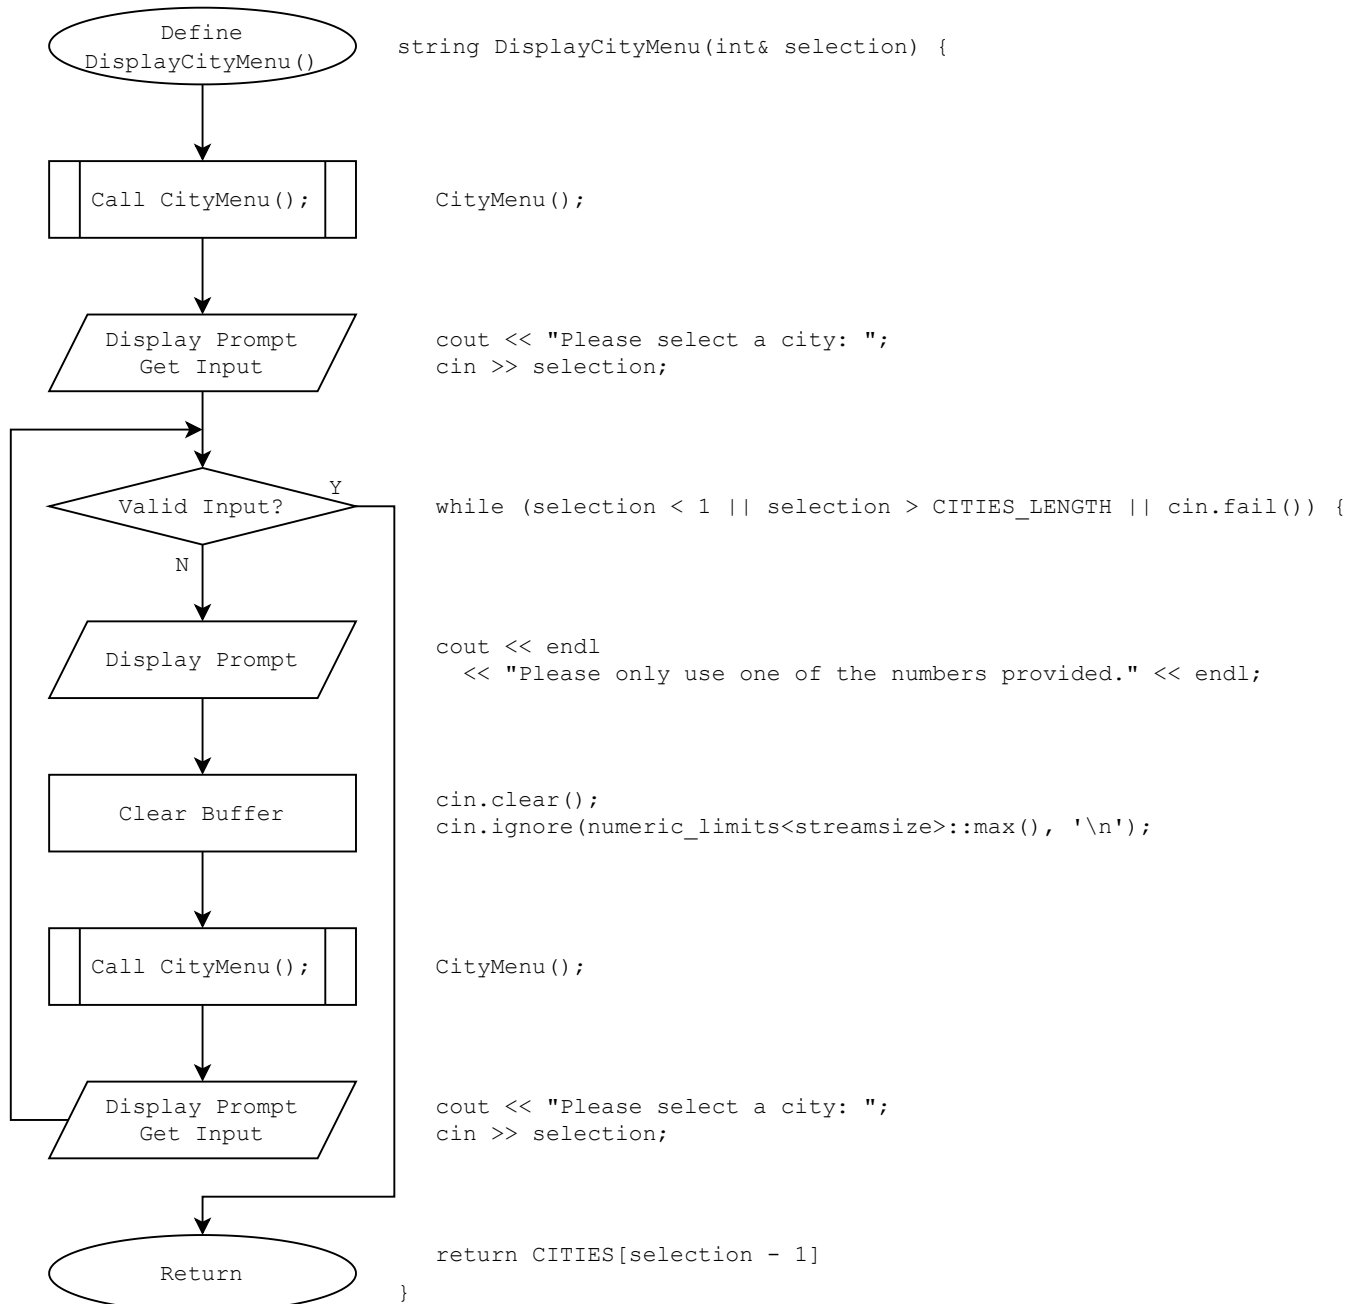 Define
DisplayCityMenu()
string DisplayCityMenu(int& selection) {
Call CityMenu();
CityMenu();
Display Prompt
Get Input
cout << "Please select a city: ";
cin >> selection;
Valid Input?
Y
N
while (selection < 1 || selection > CITIES_LENGTH || cin.fail()) {
Display Prompt
cout << endl
<< "Please only use one of the numbers provided." << endl;
Clear Buffer
cin.clear();
cin.ignore(numeric_limits<streamsize>::max(), '\n');
Call CityMenu();
CityMenu();
Display Prompt
Get Input
cout << "Please select a city: ";
cin >> selection;
Return
return CITIES[selection - 1]
}